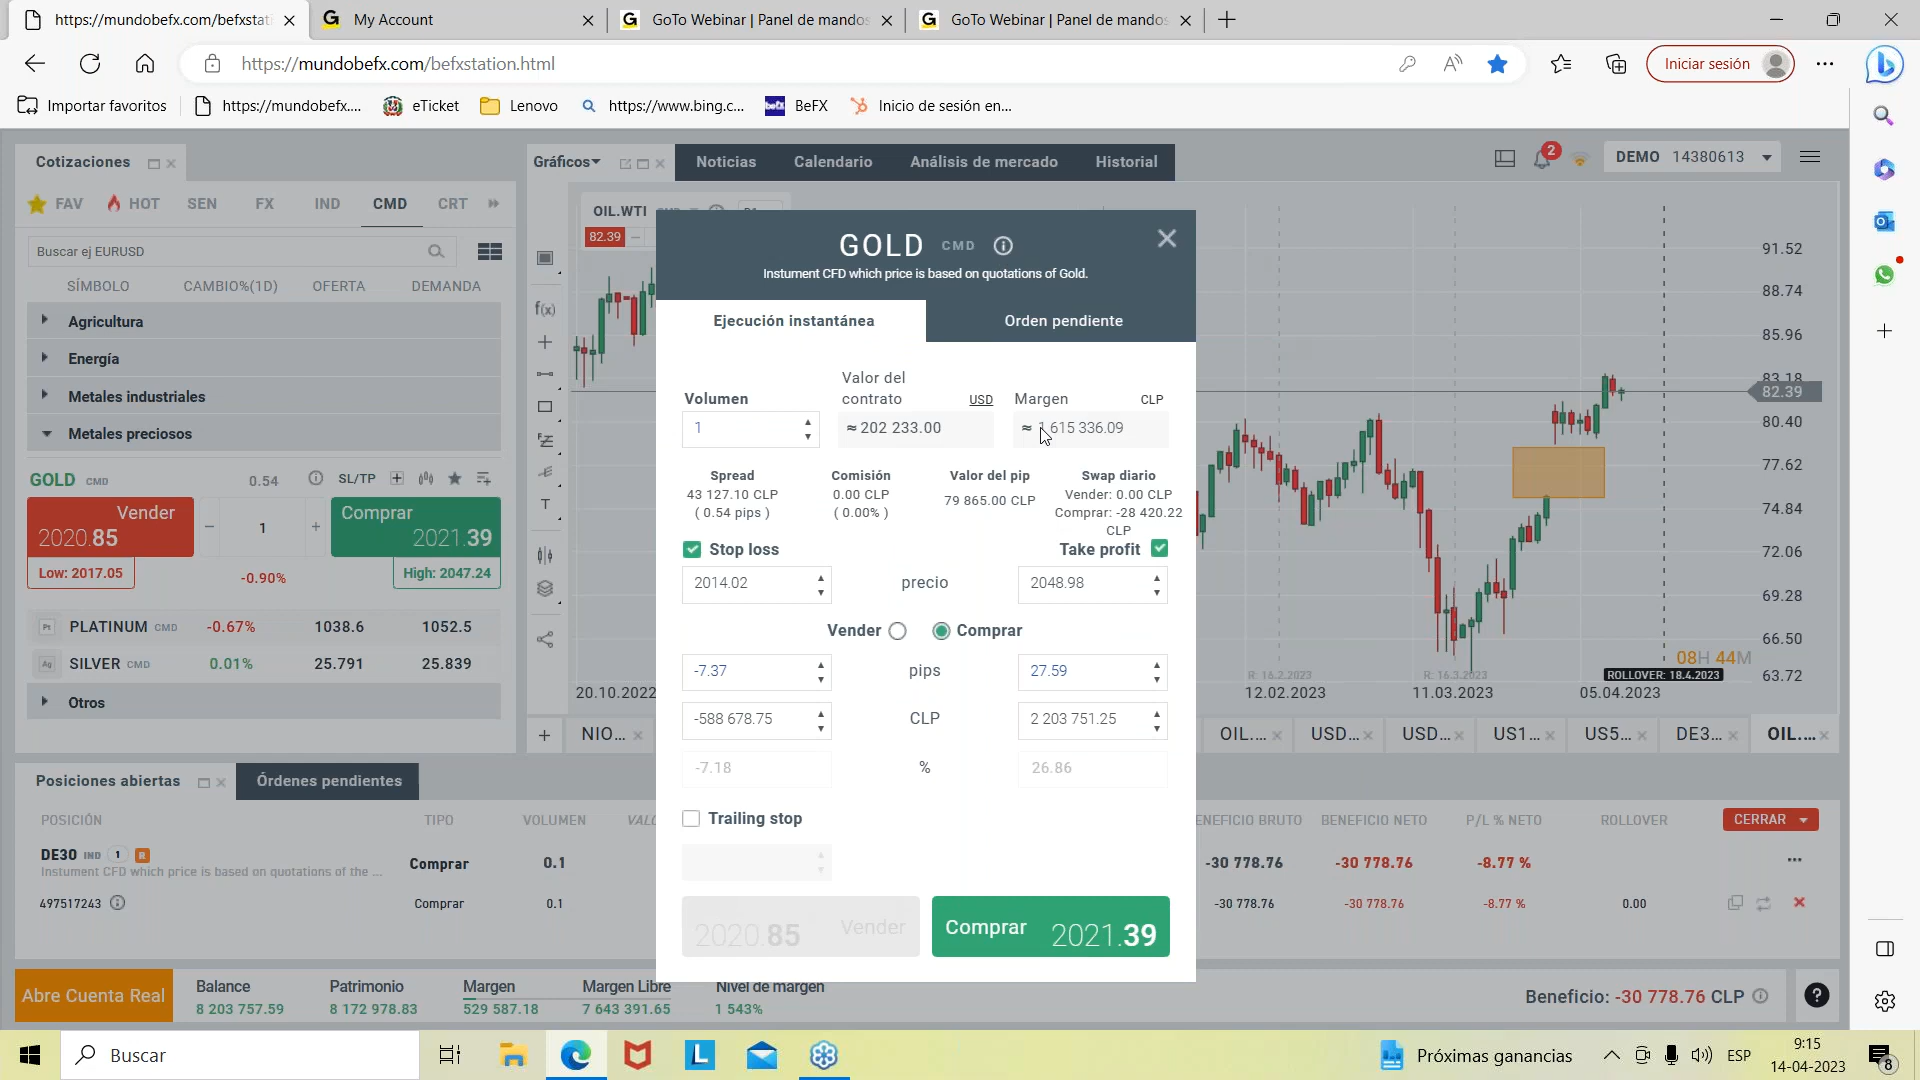 https://mundobefx.com/befxstati
My Account
GoTo Webinar | Panel de mandos
GoTo Webinar | Panel de mandos
https://mundobefx.com/befxstation.html
Iniciar sesión
Importar favoritos
https://mundobefx....
eTicket
Lenovo
https://www.bing.c...
BeFX
Inicio de sesión en...
Cotizaciones
FAV HOT SEN FX IND CMD CRT
Buscar ej EURUSD
SÍMBOLO CAMBIO%(1D) OFERTA DEMANDA
Agricultura
Energía
Metales industriales
Metales preciosos
GOLD CMD 0.54 SL/TP
Vender 2020.85
1
Comprar 2021.39
Low: 2017.05
-0.90%
High: 2047.24
Pt PLATINUM CMD -0.67% 1038.6 1052.5
Ag SILVER CMD 0.01% 25.791 25.839
Otros
Gráficos
Noticias Calendario Análisis de mercado Historial
2
DEMO 14380613
OIL.WTI
82.39
f(x)
T
GOLD CMD
Instument CFD which price is based on quotations of Gold.
Ejecución instantánea
Orden pendiente
Volumen
1
Valor del
contrato USD
≈ 202 233.00
Margen CLP
≈ 1 615 336.09
Spread Comisión Valor del pip Swap diario
43 127.10 CLP 0.00 CLP 79 865.00 CLP Vender: 0.00 CLP
( 0.54 pips ) ( 0.00% ) Comprar: -28 420.22
CLP
Stop loss
Take profit
2014.02 precio 2048.98
Vender Comprar
-7.37 pips 27.59
-588 678.75 CLP 2 203 751.25
-7.18 % 26.86
Trailing stop
2020.85 Vender
Comprar 2021.39
91.52
88.74
85.96
83.18
82.39
80.40
77.62
74.84
72.06
69.28
66.50
63.72
08H 44M
R: 16.2.2023
R: 16.3.2023
ROLLOVER: 18.4.2023
20.10.2022
12.02.2023
11.03.2023
05.04.2023
NIO...
OIL....
USD...
USD...
US1...
US5...
DE3...
OIL....
Posiciones abiertas
Órdenes pendientes
POSICIÓN TIPO VOLUMEN
ENEFICIO BRUTO BENEFICIO NETO P/L % NETO ROLLOVER CERRAR
DE30 IND 1 R
Instument CFD which price is based on quotations of the ...
Comprar 0.1
-30 778.76 -30 778.76 -8.77 %
497517243 Comprar 0.1 -30 778.76 -30 778.76 -8.77 % 0.00
Abre Cuenta Real
Balance Patrimonio Margen Margen Libre Nivel de margen
8 203 757.59 8 172 978.83 529 587.18 7 643 391.65 1 543%
Beneficio: -30 778.76 CLP
Buscar
Próximas ganancias
ESP
9:15
14-04-2023
8